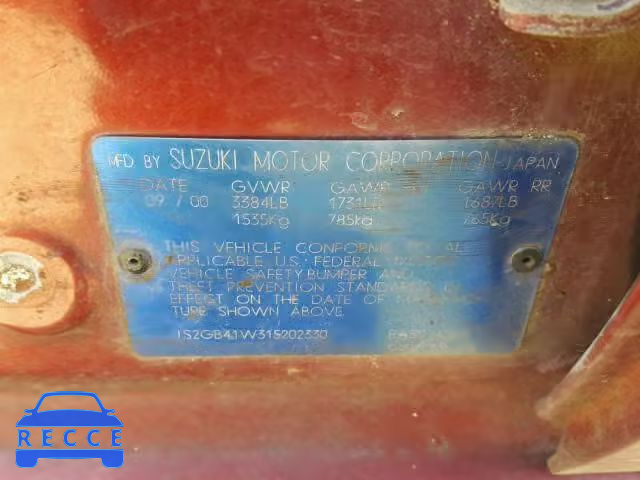 MFD BY SUZUKI MOTOR CORPORATION-JAPAN
DATE GVWR GAWR GAWR RR
09/00 3384LB 1731LB 1687LB
1535Kg 785Kg 765Kg
THIS VEHICLE CONFORMS TO ALL
APPLICABLE U.S. FEDERAL MOTOR
VEHICLE SAFETY BUMPER AND
THEFT PREVENTION STANDARDS IN
EFFECT ON THE DATE OF
TURE SHOWN ABOVE.
JS2GB41W315202330
RECCE